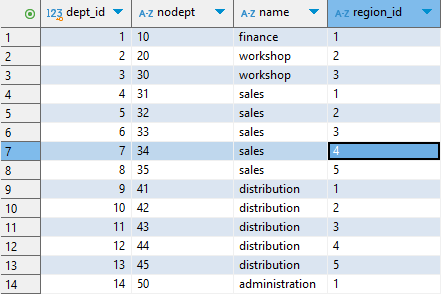 123 dept_id A-Z nodept A-Z name A-Z region_id
1 1 10 finance 1
2 2 20 workshop 2
3 3 30 workshop 3
4 4 31 sales 1
5 5 32 sales 2
6 6 33 sales 3
7 7 34 sales 4
8 8 35 sales 5
9 9 41 distribution 1
10 10 42 distribution 2
11 11 43 distribution 3
12 12 44 distribution 4
13 13 45 distribution 5
14 14 50 administration 1